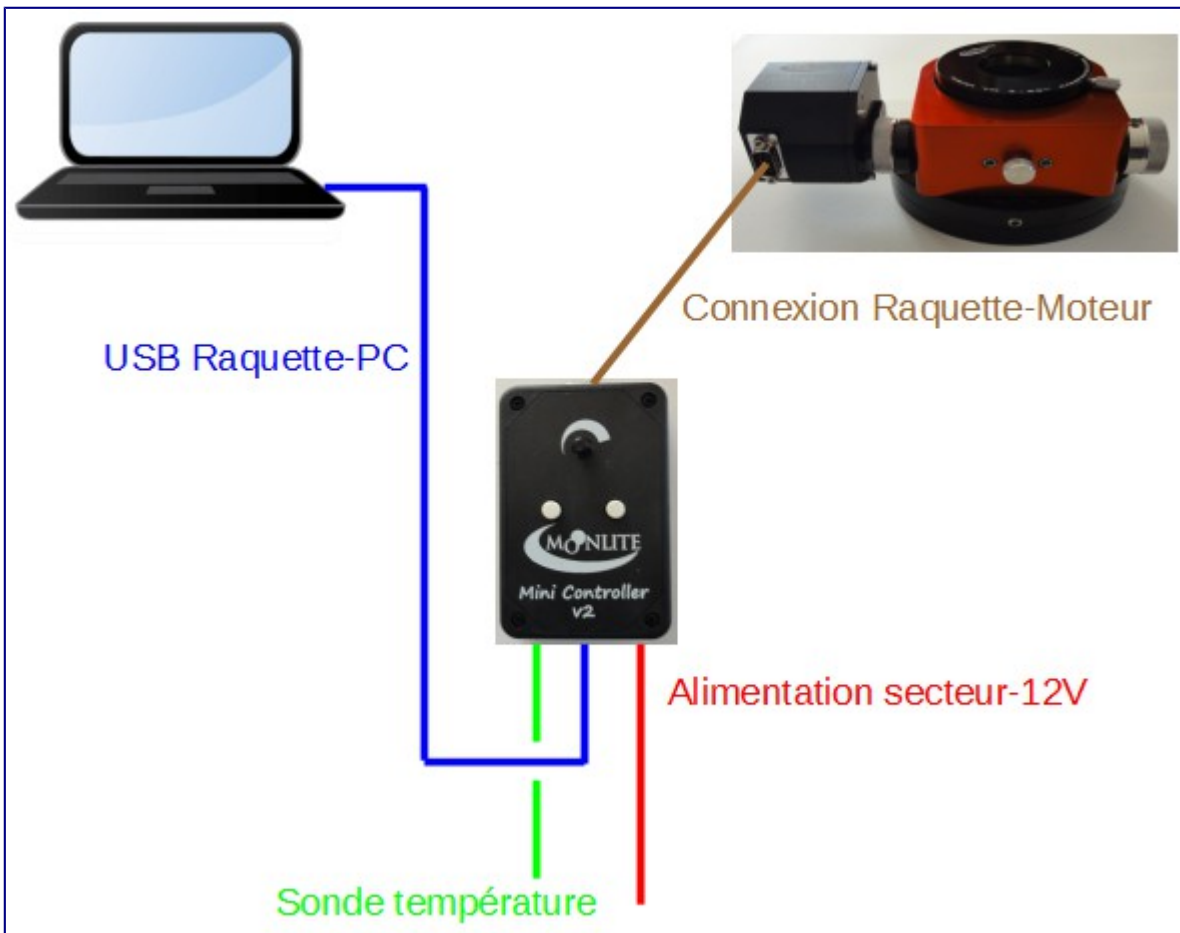 Connexion Raquette-Moteur
USB Raquette-PC
MOONLITE
Mini Controller
v2
Alimentation secteur-12V
Sonde température